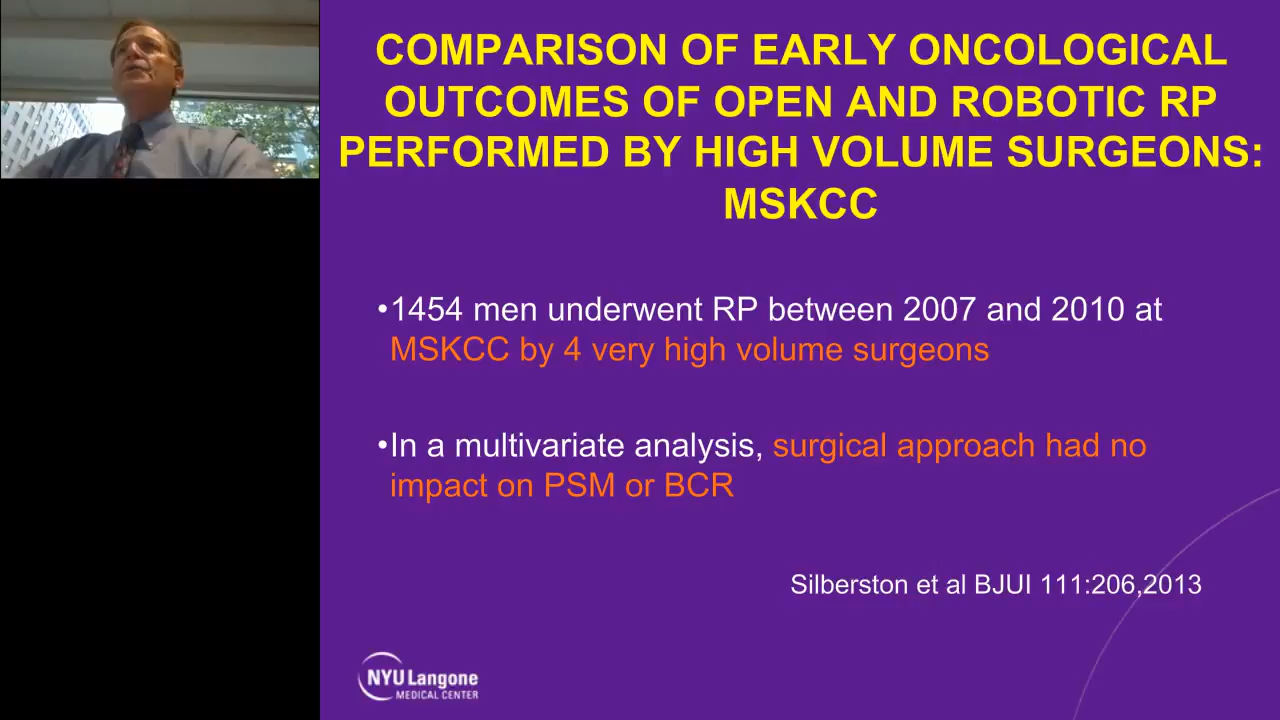 COMPARISON OF EARLY ONCOLOGICAL
OUTCOMES OF OPEN AND ROBOTIC RP
PERFORMED BY HIGH VOLUME SURGEONS:
MSKCC
•1454 men underwent RP between 2007 and 2010 at
MSKCC by 4 very high volume surgeons
•In a multivariate analysis, surgical approach had no
impact on PSM or BCR
Silberston et al BJUI 111:206,2013
NYU Langone
MEDICAL CENTER